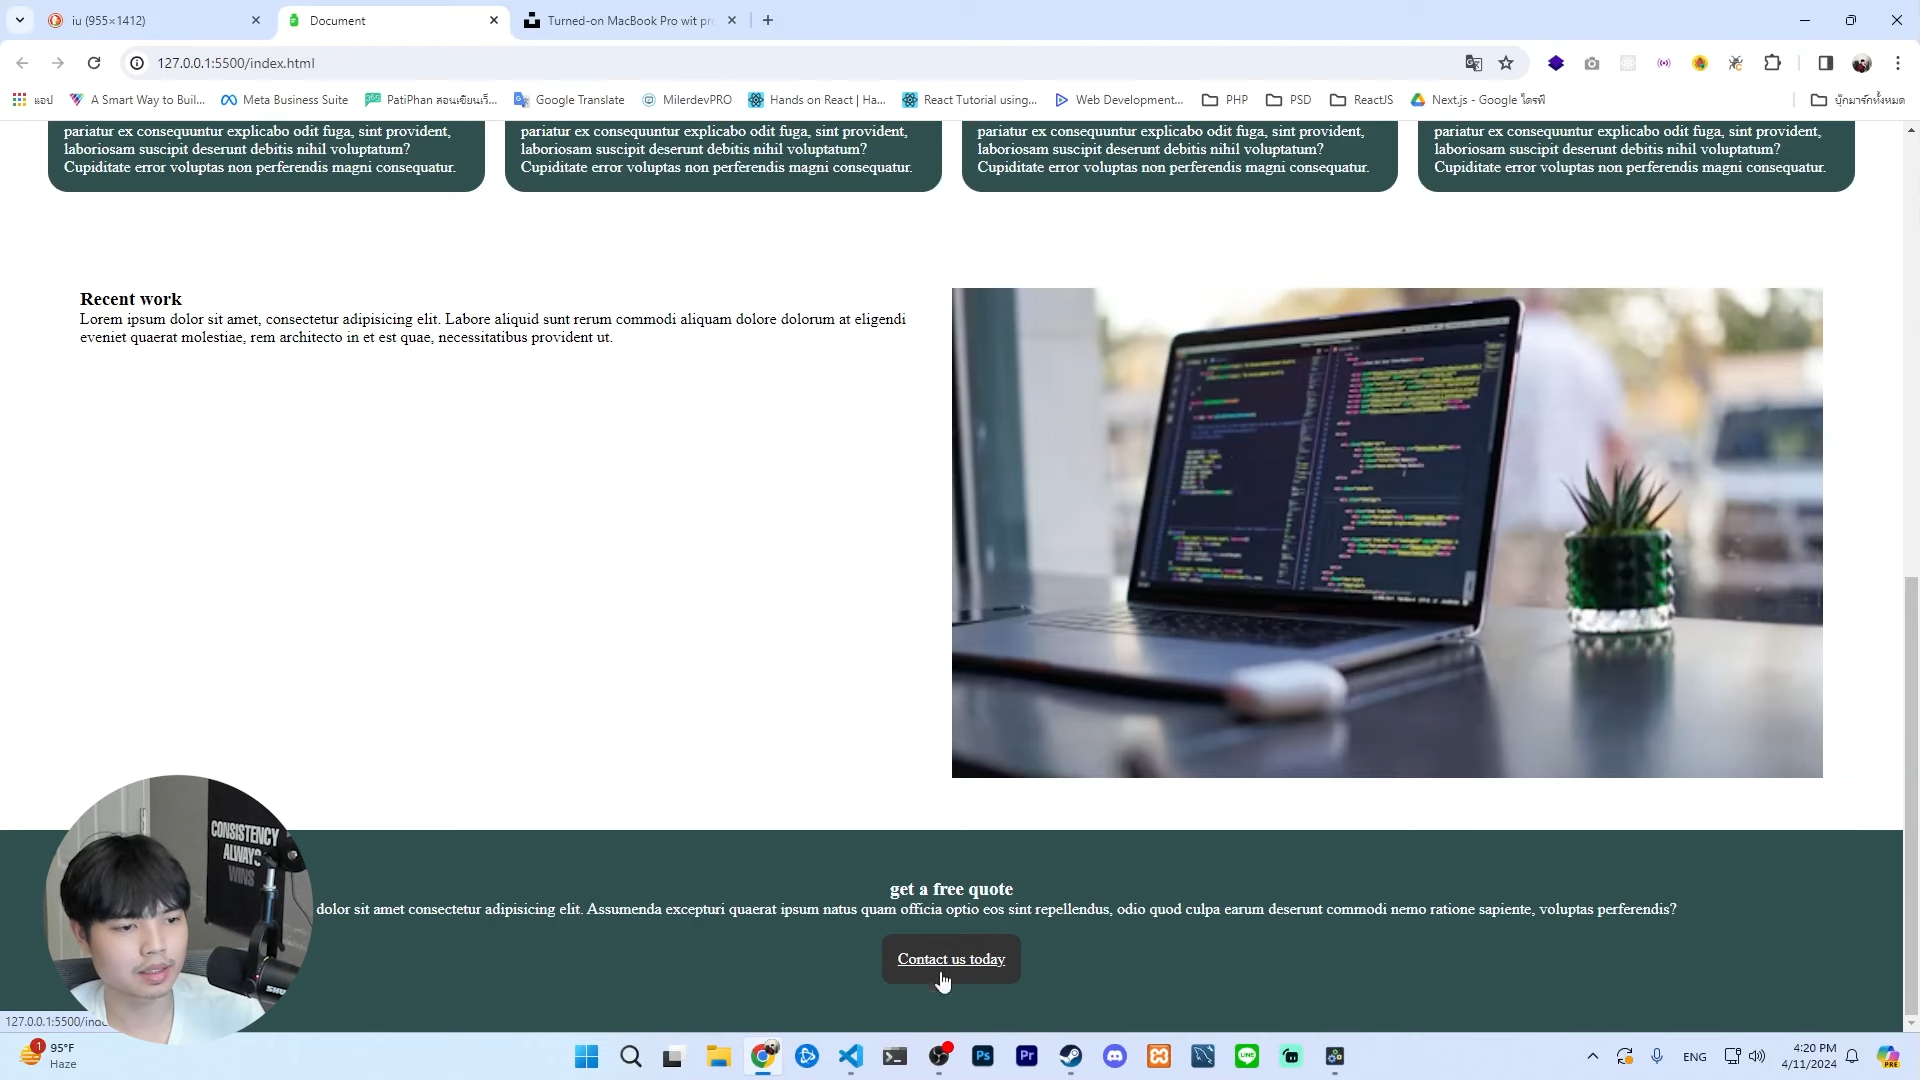 iu (955×1412)
Document
Turned-on MacBook Pro wit pr
127.0.0.1:5500/index.html
แอป
A Smart Way to Buil...
Meta Business Suite
PatiPhan สอนเขียนเว็...
Google Translate
MilerdevPRO
Hands on React | Ha...
React Tutorial using...
Web Development...
PHP
PSD
ReactJS
Next.js - Google ไดรฟ์
บุ๊กมาร์กทั้งหมด
pariatur ex consequuntur explicabo odit fuga, sint provident,
laboriosam suscipit deserunt debitis nihil voluptatum?
Cupiditate error voluptas non perferendis magni consequatur.
pariatur ex consequuntur explicabo odit fuga, sint provident,
laboriosam suscipit deserunt debitis nihil voluptatum?
Cupiditate error voluptas non perferendis magni consequatur.
pariatur ex consequuntur explicabo odit fuga, sint provident,
laboriosam suscipit deserunt debitis nihil voluptatum?
Cupiditate error voluptas non perferendis magni consequatur.
pariatur ex consequuntur explicabo odit fuga, sint provident,
laboriosam suscipit deserunt debitis nihil voluptatum?
Cupiditate error voluptas non perferendis magni consequatur.
Recent work
Lorem ipsum dolor sit amet, consectetur adipisicing elit. Labore aliquid sunt rerum commodi aliquam dolore dolorum at eligendi
eveniet quaerat molestiae, rem architecto in et est quae, necessitatibus provident ut.
CONSISTENCY
ALWAYS
WINS
get a free quote
dolor sit amet consectetur adipisicing elit. Assumenda excepturi quaerat ipsum natus quam officia optio eos sint repellendus, odio quod culpa earum deserunt commodi nemo ratione sapiente, voluptas perferendis?
Contact us today
127.0.0.1:5500/ind
1
95°F
Haze
Ps
Pr
LINE
ENG
4:20 PM
4/11/2024
PRE